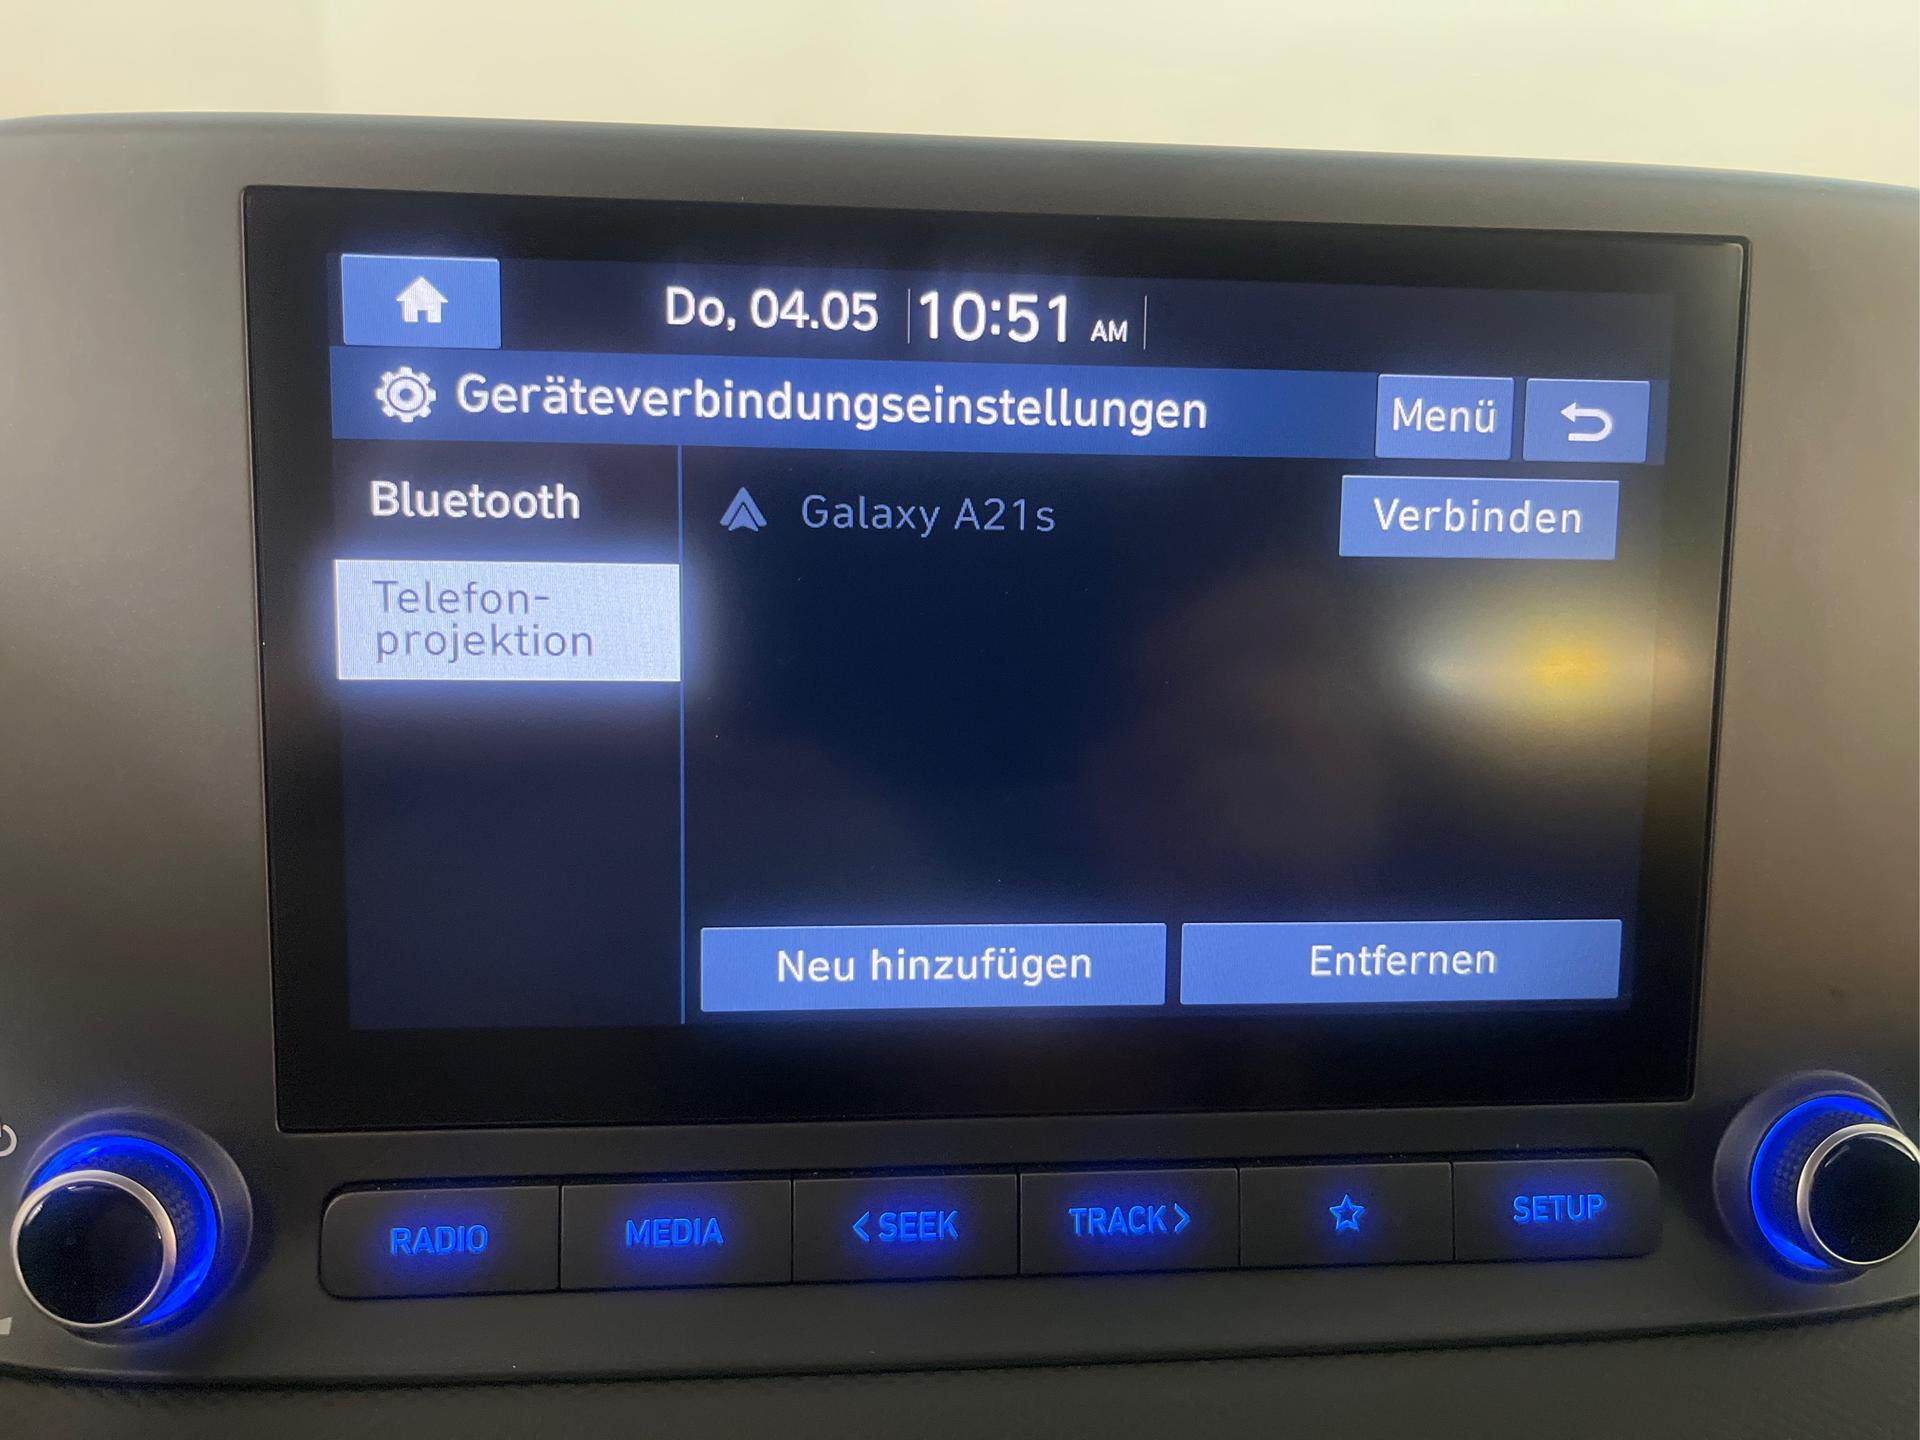 Do, 04.05
10:51 AM
Geräteverbindungseinstellungen
Menü
Bluetooth
Galaxy A21s
Verbinden
Telefon-
projektion
Neu hinzufügen
Entfernen
RADIO
MEDIA
< SEEK
TRACK >
SETUP